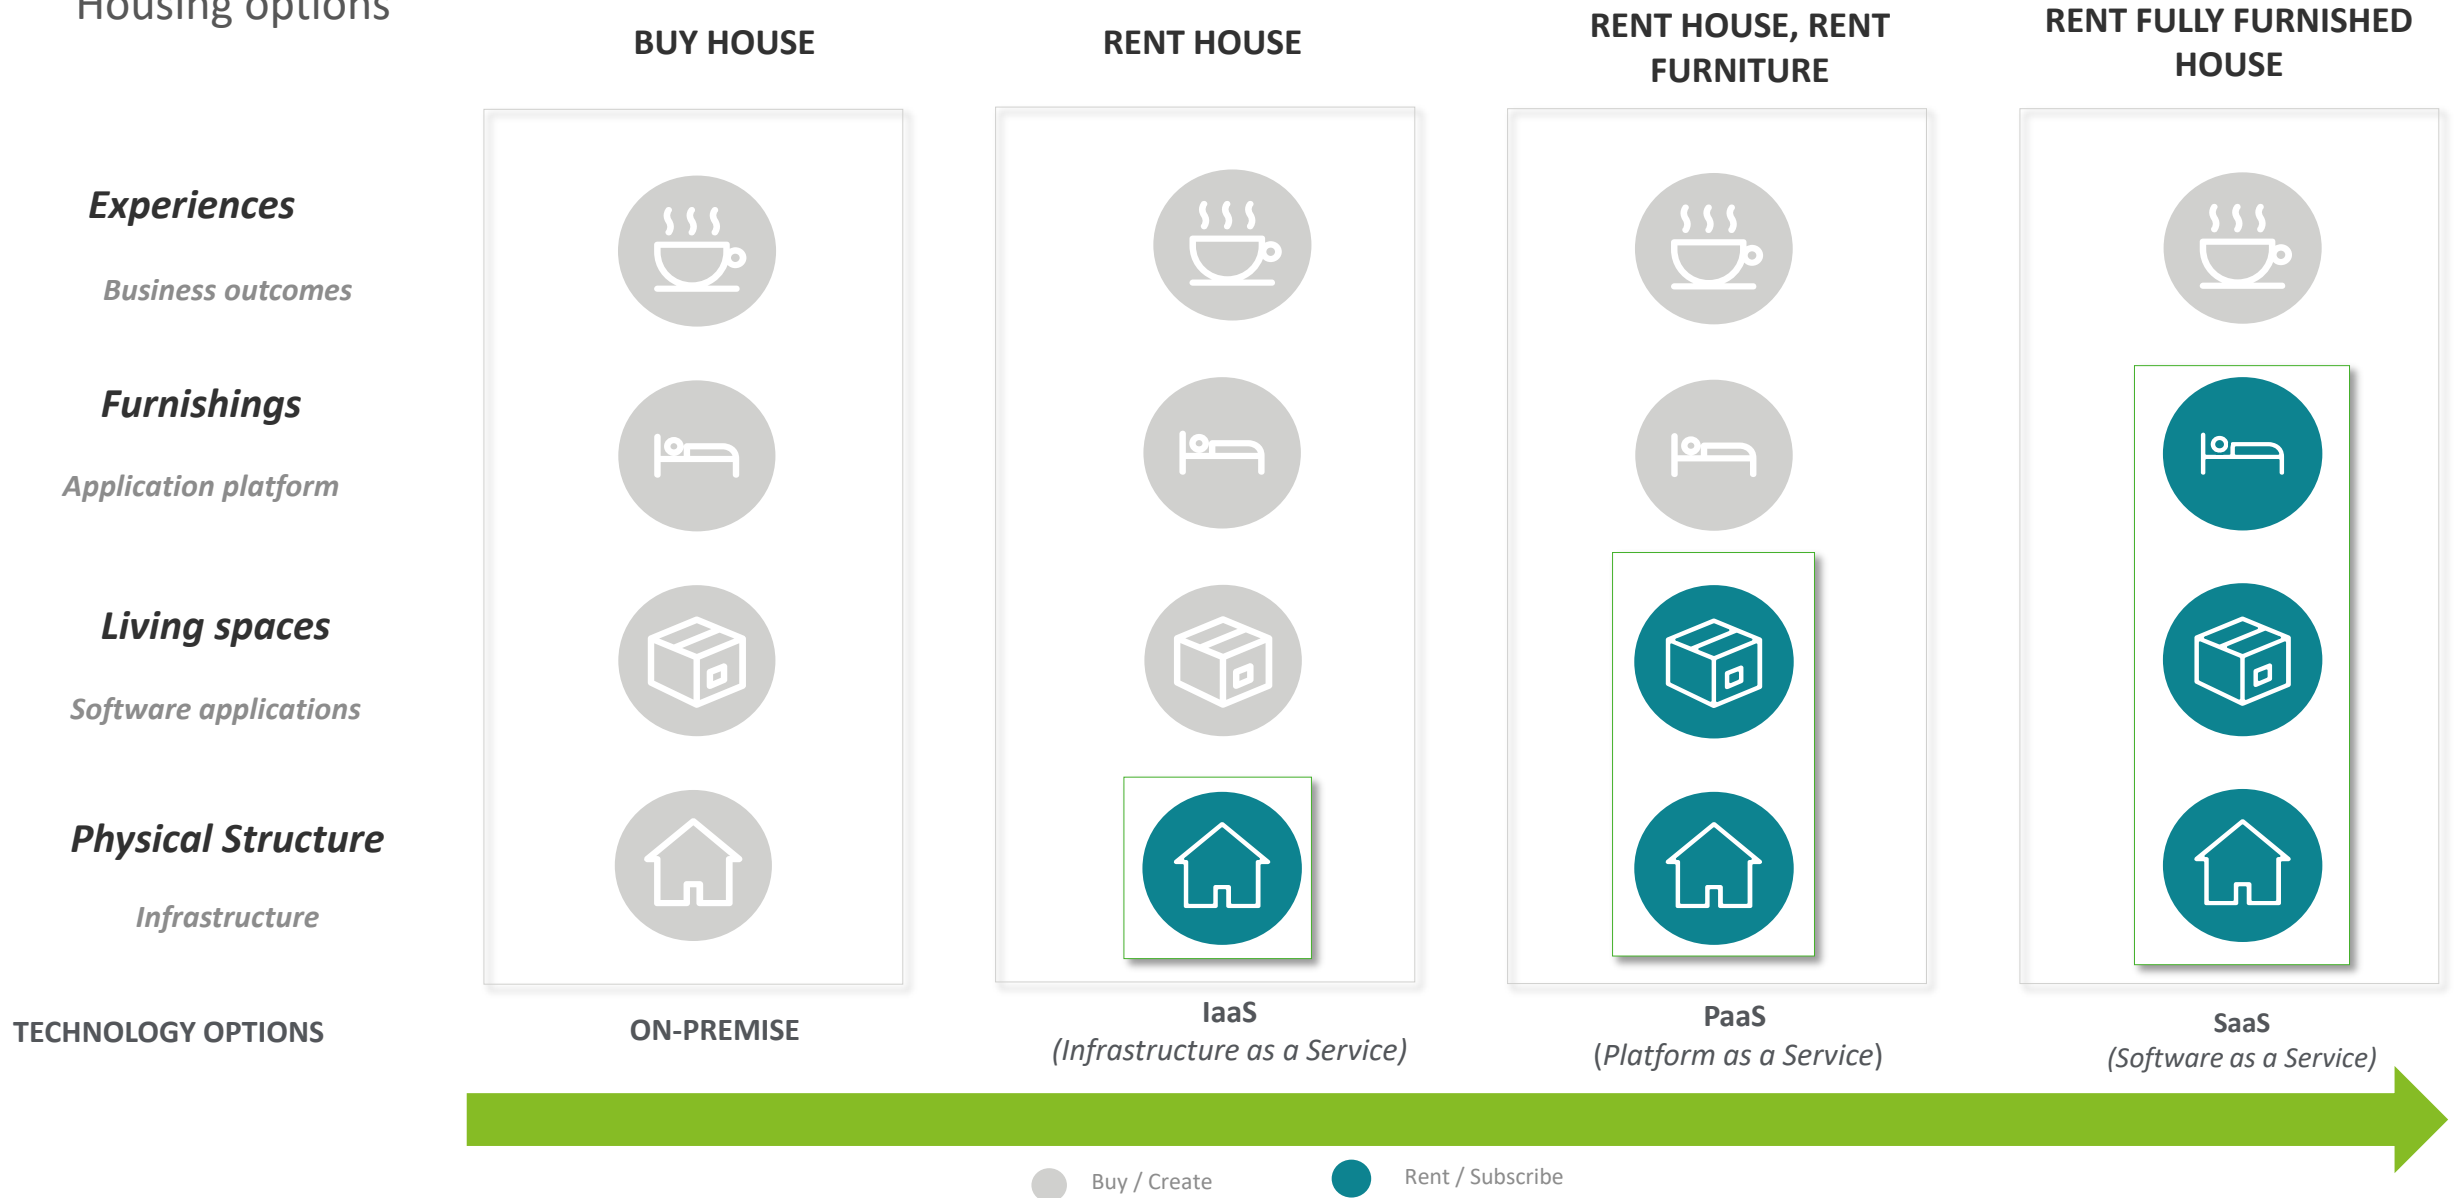 Housing options
BUY HOUSE
RENT HOUSE
RENT HOUSE, RENT
FURNITURE
RENT FULLY FURNISHED
HOUSE
Experiences
Business outcomes
Furnishings
Application platform
Living spaces
Software applications
Physical Structure
Infrastructure
TECHNOLOGY OPTIONS
ON-PREMISE
IaaS
(Infrastructure as a Service)
PaaS
(Platform as a Service)
SaaS
(Software as a Service)
Buy / Create
Rent / Subscribe